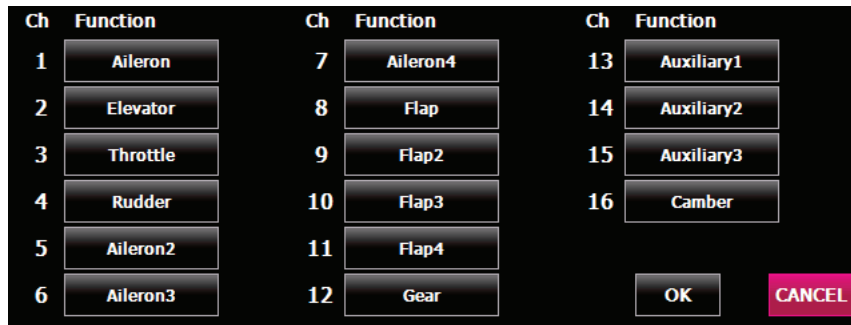 Ch Function Ch Function Ch Function
1 Aileron 7 Aileron4 13 Auxiliary1
2 Elevator 8 Flap 14 Auxiliary2
3 Throttle 9 Flap2 15 Auxiliary3
4 Rudder 10 Flap3 16 Camber
5 Aileron2 11 Flap4
6 Aileron3 12 Gear OK CANCEL